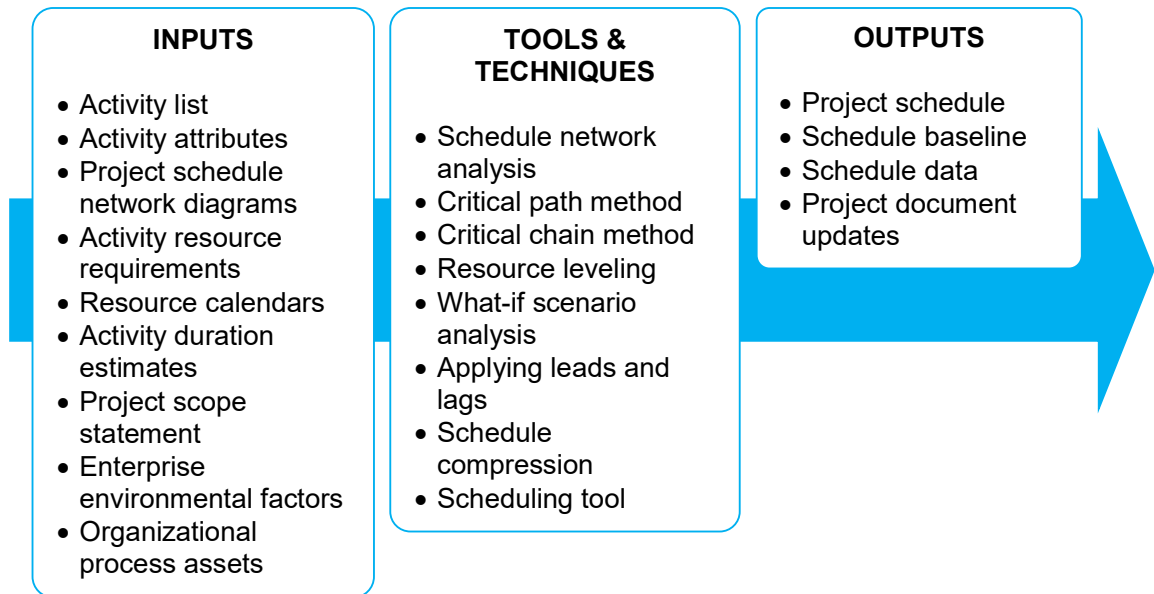 INPUTS
• Activity list
• Activity attributes
• Project schedule
network diagrams
• Activity resource
requirements
• Resource calendars
• Activity duration
estimates
• Project scope
statement
• Enterprise
environmental factors
• Organizational
process assets
TOOLS &
TECHNIQUES
• Schedule network
analysis
• Critical path method
• Critical chain method
• Resource leveling
• What-if scenario
analysis
• Applying leads and
lags
• Schedule
compression
• Scheduling tool
OUTPUTS
• Project schedule
• Schedule baseline
• Schedule data
• Project document
updates